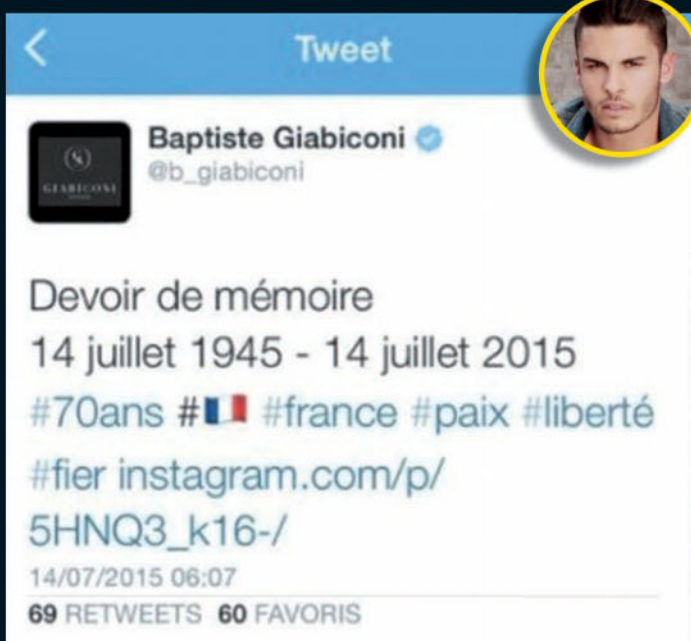 Tweet
GIABICONI
Baptiste Giabiconi
@b_giabiconi
Devoir de mémoire
14 juillet 1945 - 14 juillet 2015
#70ans #🇫🇷 #france #paix #liberté
#fier instagram.com/p/
5HNQ3_k16-/
14/07/2015 06:07
69 RETWEETS 60 FAVORIS